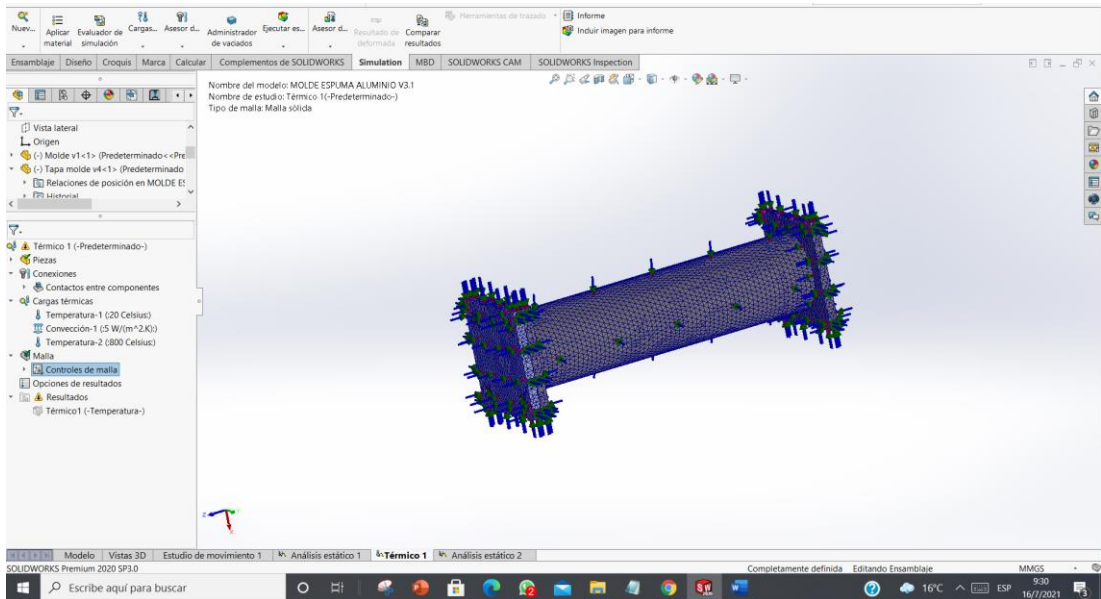 Nuev...
Aplicar material
Evaluador de simulación
Cargas...
Asesor d...
Administrador de vaciados
Ejecutar es...
Asesor d...
Resultado de deformada
Comparar resultados
Herramientas de trazado
Informe
Induir imagen para informe
Ensamblaje Diseño Croquis Marca Calcular Complementos de SOLIDWORKS Simulation MBD SOLIDWORKS CAM SOLIDWORKS Inspection
Nombre del modelo: MOLDE ESPUMA ALUMINIO V3.1
Nombre de estudio: Térmico 1(-Predeterminado-)
Tipo de malla: Malla sólida
Vista lateral
Origen
(-) Molde v1<1> (Predeterminado<<Pre
(-) Tapa molde v4<1> (Predeterminado
Relaciones de posición en MOLDE ES
Historial
Térmico 1 (-Predeterminado-)
Piezas
Conexiones
Contactos entre componentes
Cargas térmicas
Temperatura-1 (:20 Celsius:)
Convección-1 (:5 W/(m^2.K):)
Temperatura-2 (:800 Celsius:)
Malla
Controles de malla
Opciones de resultados
Resultados
Térmico1 (-Temperatura-)
Modelo Vistas 3D Estudio de movimiento 1 Análisis estático 1 Térmico 1 Análisis estático 2
SOLIDWORKS Premium 2020 SP3.0
Completamente definida Editando Ensamblaje MMGS
Escribe aquí para buscar
16°C ESP
9:30
16/7/2021